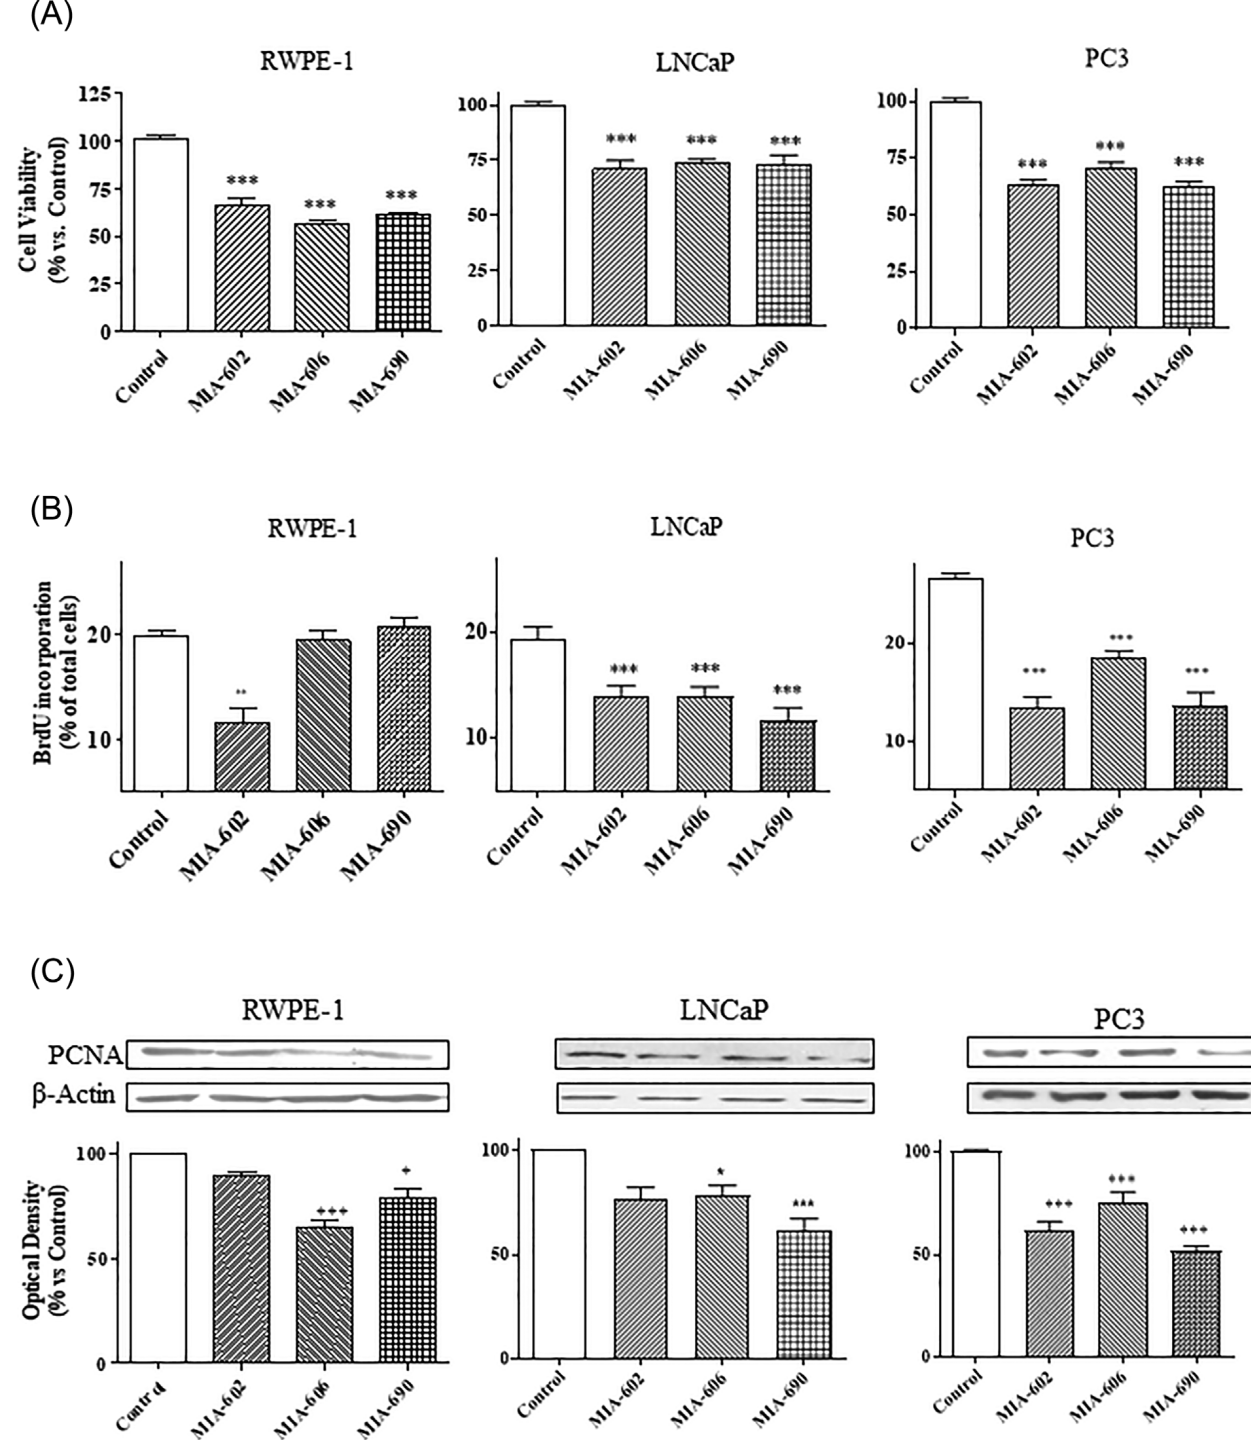 (A)
RWPE-1
LNCaP
PC3
Cell Viability
(% vs. Control)
125
100
75
50
25
0
***
***
***
Control
MIA-602
MIA-606
MIA-690
100
75
50
25
0
***
***
***
Control
MIA-602
MIA-606
MIA-690
100
75
50
25
0
***
***
***
Control
MIA-602
MIA-606
MIA-690
(B)
RWPE-1
LNCaP
PC3
BrdU incorporation
(% of total cells)
20
10
**
Control
MIA-602
MIA-606
MIA-690
20
10
***
***
***
Control
MIA-602
MIA-606
MIA-690
20
10
***
***
***
Control
MIA-602
MIA-606
MIA-690
(C)
RWPE-1
LNCaP
PC3
PCNA
β-Actin
Optical Density
(% vs Control)
100
50
0
***
*
Control
MIA-602
MIA-606
MIA-690
100
50
0
*
***
Control
MIA-602
MIA-606
MIA-690
100
50
0
***
***
***
Control
MIA-602
MIA-606
MIA-690